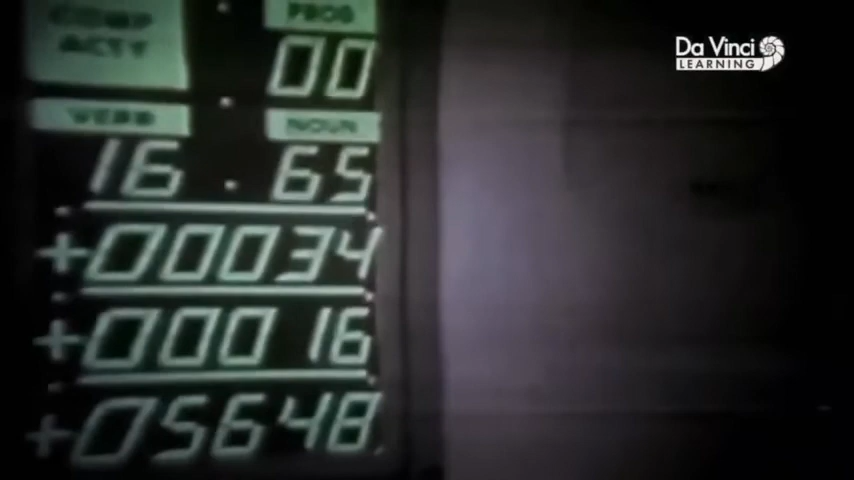 Da Vinci
LEARNING
COMP
ACTY
PROG
00
VERB
NOUN
16
65
+00034
+00016
+05648